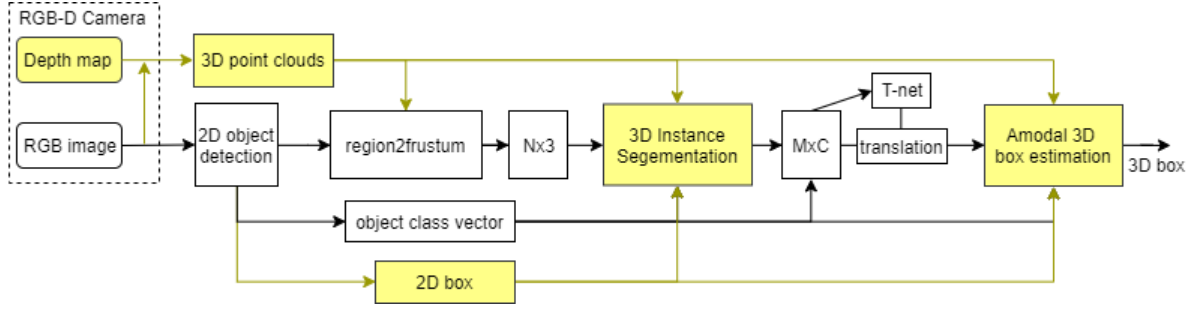 RGB-D Camera
Depth map
3D point clouds
RGB image
2D object
detection
region2frustum
Nx3
3D Instance
Segementation
MxC
T-net
translation
Amodal 3D
box estimation
3D box
object class vector
2D box